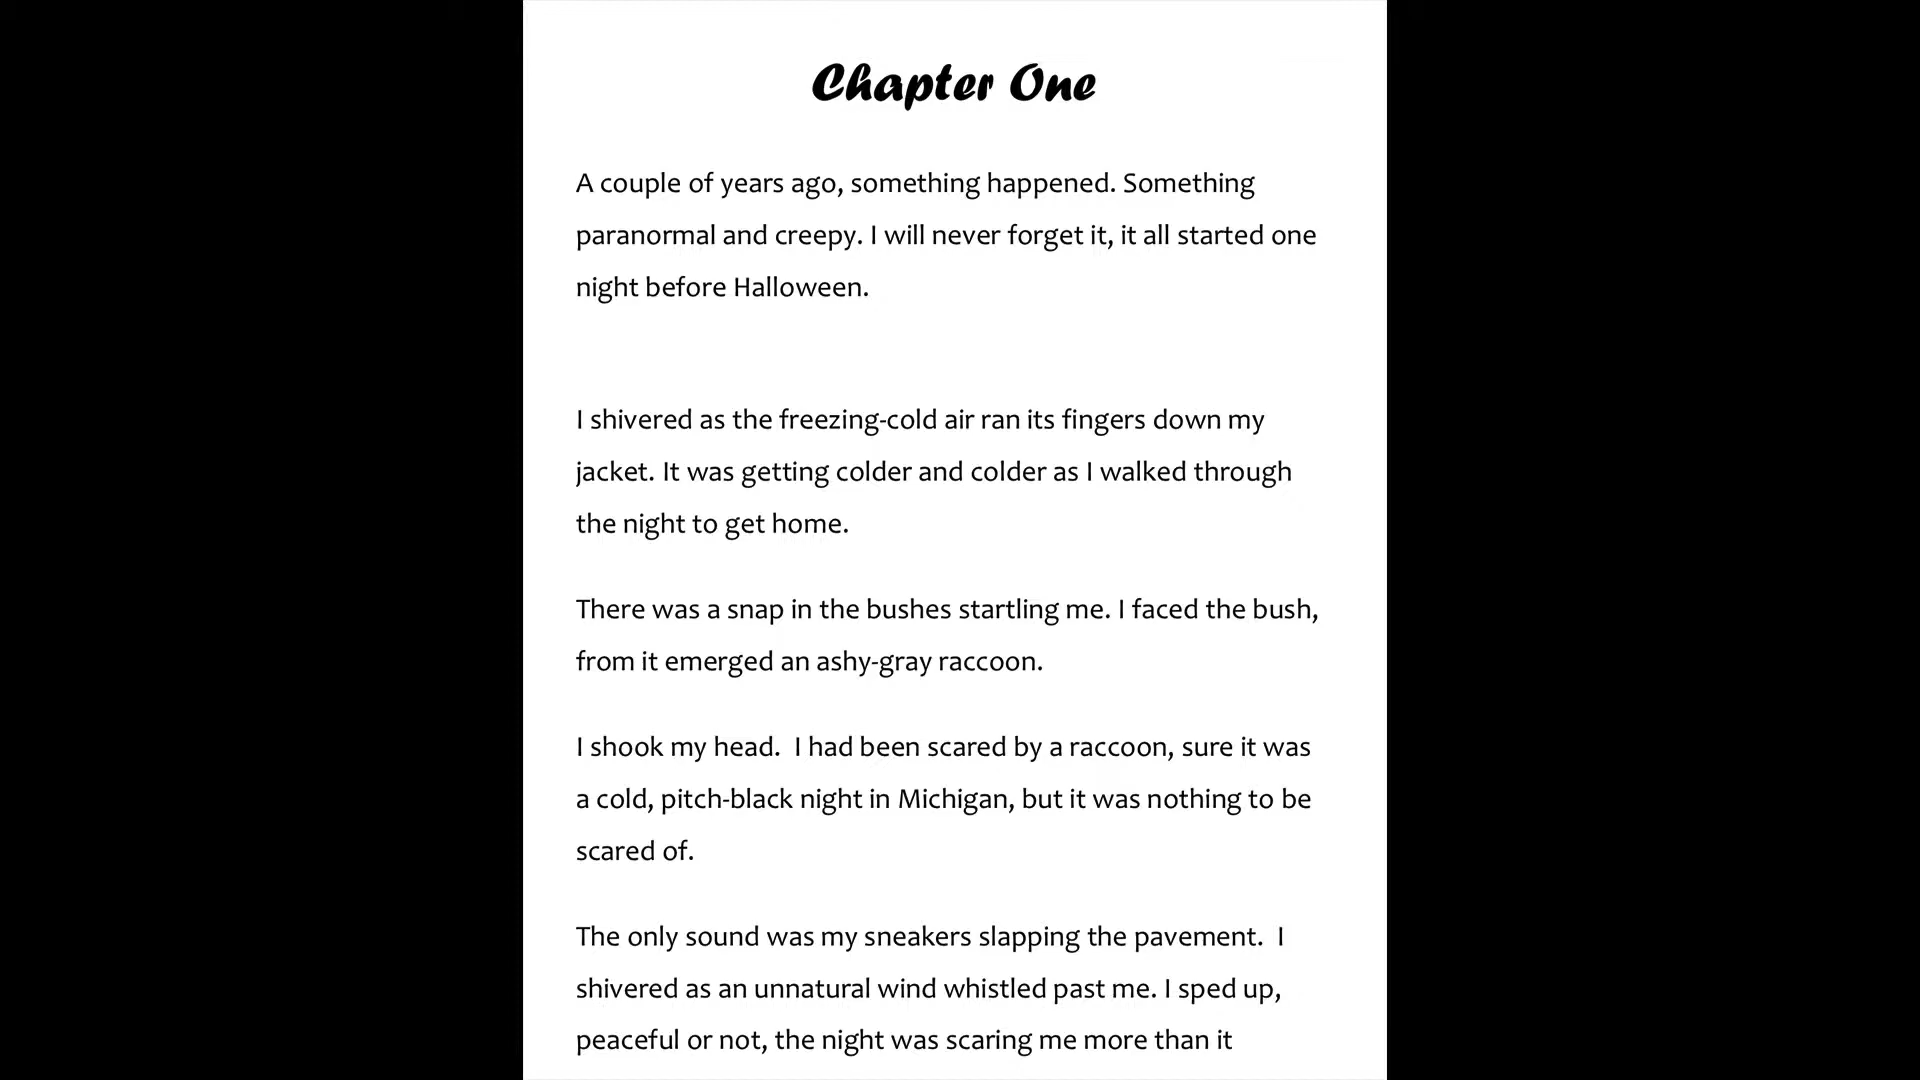 Chapter One
A couple of years ago, something happened. Something
paranormal and creepy. I will never forget it, it all started one
night before Halloween.
I shivered as the freezing-cold air ran its fingers down my
jacket. It was getting colder and colder as I walked through
the night to get home.
There was a snap in the bushes startling me. I faced the bush,
from it emerged an ashy-gray raccoon.
I shook my head.  I had been scared by a raccoon, sure it was
a cold, pitch-black night in Michigan, but it was nothing to be
scared of.
The only sound was my sneakers slapping the pavement.  I
shivered as an unnatural wind whistled past me. I sped up,
peaceful or not, the night was scaring me more than it